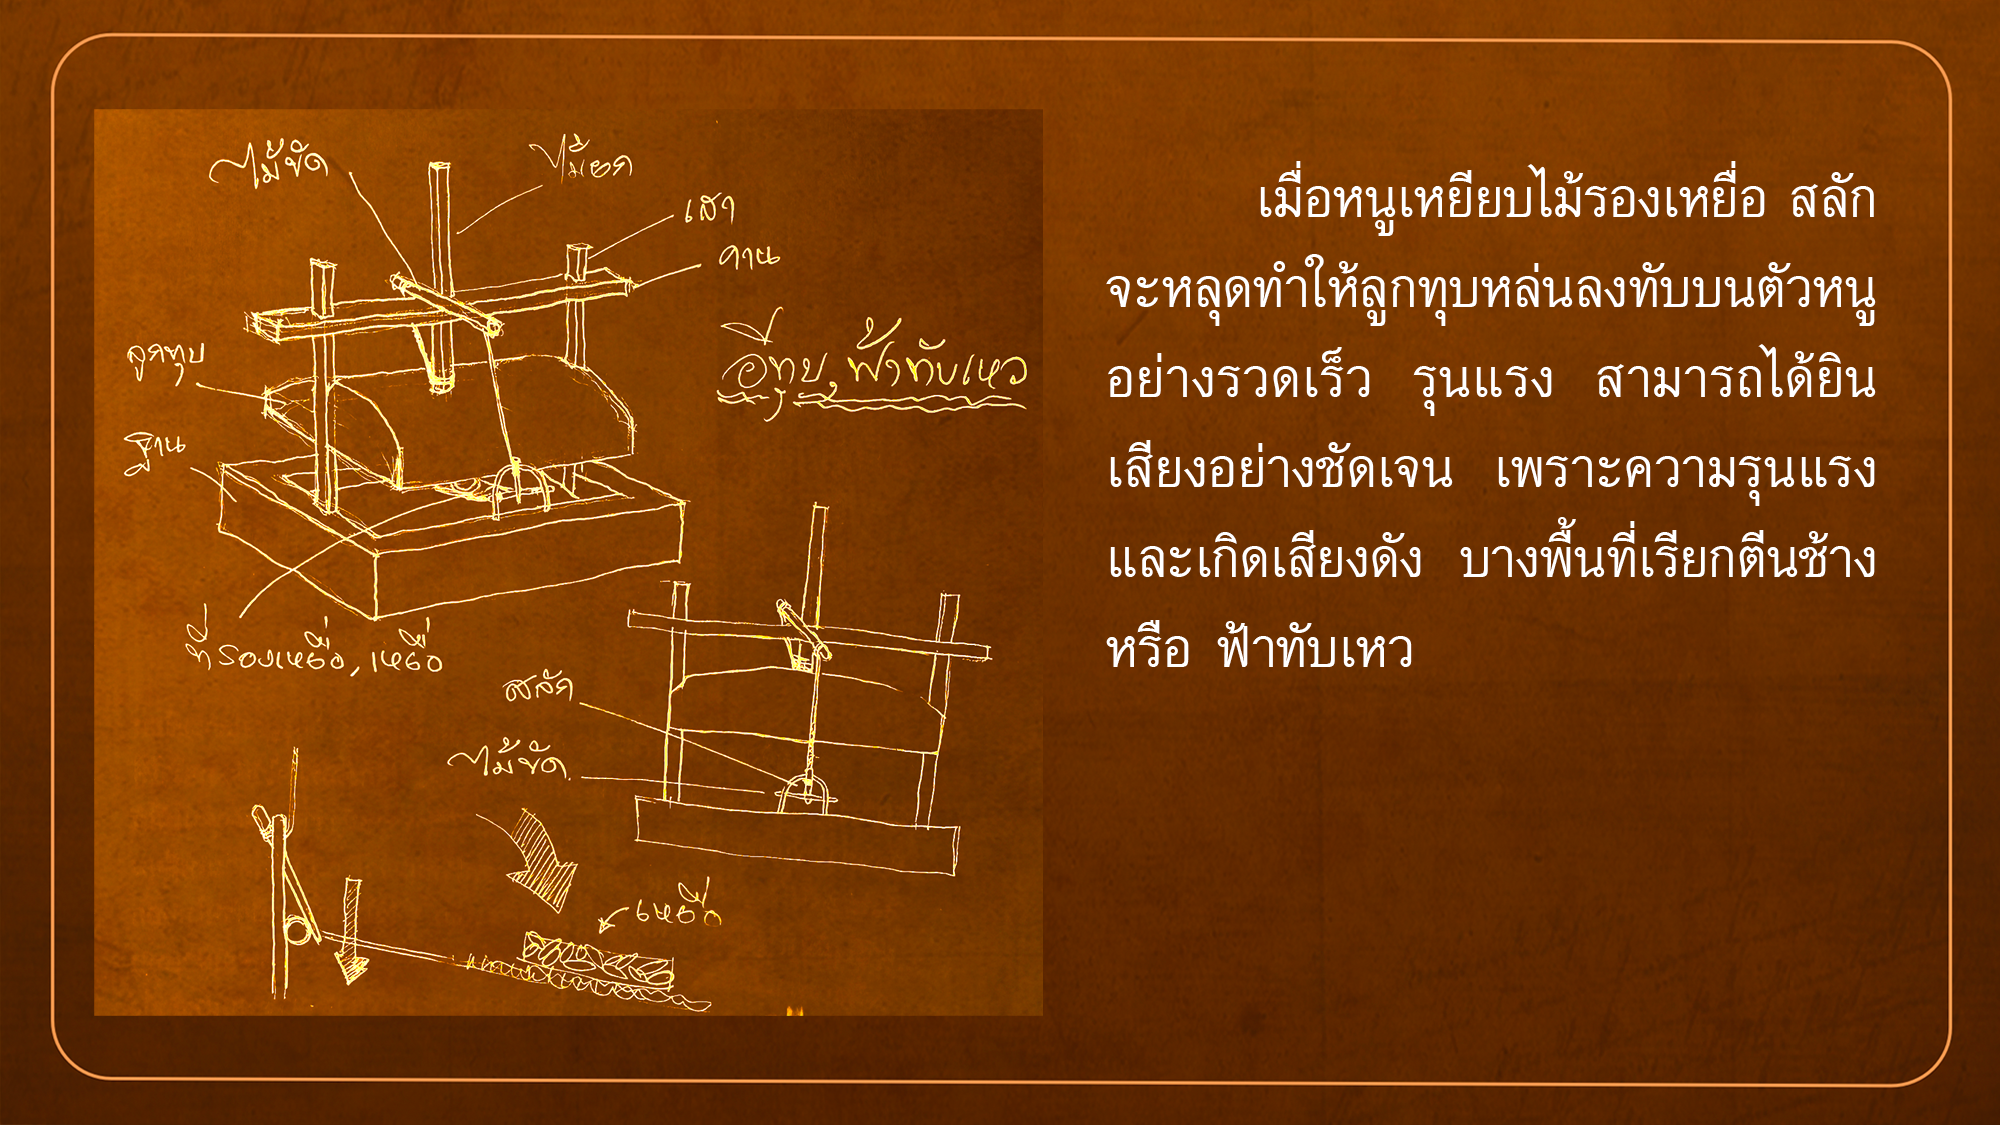 ไม้ขัด
ไม้ยก
เสา
คาน
ลูกทุบ
อีทุบ, ฟ้าทับเหว
ฐาน
ที่รองเหยื่อ, เหยื่อ
สลัก
ไม้ขัด
เหยื่อ
เมื่อหนูเหยียบไม้รองเหยื่อ สลัก
จะหลุดทำให้ลูกทุบหล่นลงทับบนตัวหนู
อย่างรวดเร็ว รุนแรง สามารถได้ยิน
เสียงอย่างชัดเจน เพราะความรุนแรง
และเกิดเสียงดัง บางพื้นที่เรียกตีนช้าง
หรือ ฟ้าทับเหว